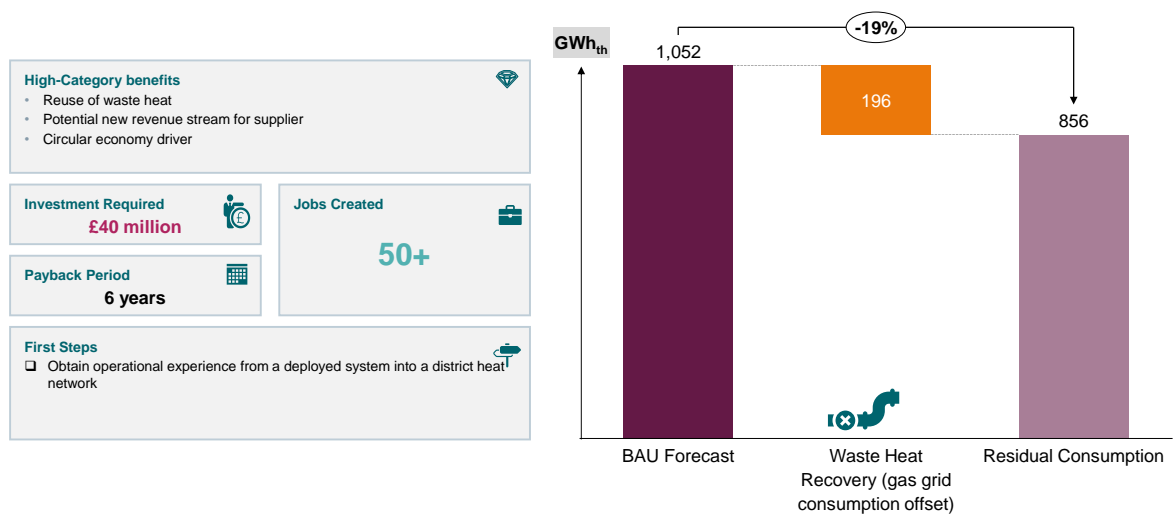 High-Category benefits
• Reuse of waste heat
• Potential new revenue stream for supplier
• Circular economy driver
Investment Required
£40 million
£
Jobs Created
50+
Payback Period
6 years
First Steps
❑ Obtain operational experience from a deployed system into a district heat
network
GWhth
-19%
1,052
196
856
BAU Forecast
Waste Heat
Recovery (gas grid
consumption offset)
Residual Consumption